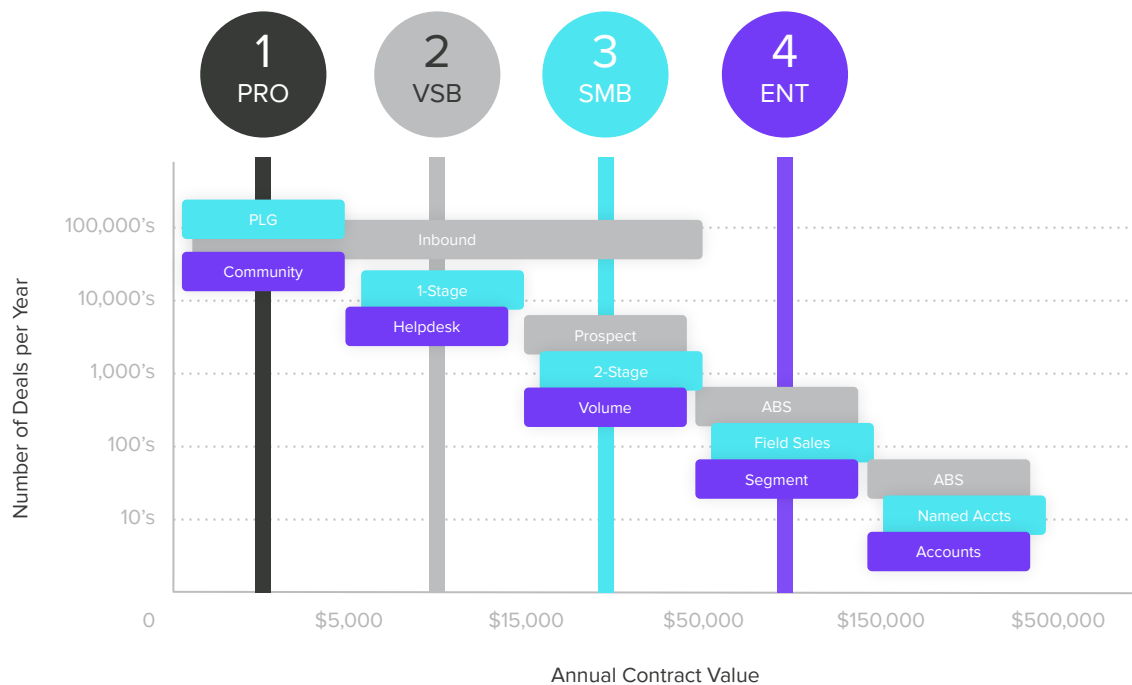 1
PRO
2
VSB
3
SMB
4
ENT
Number of Deals per Year
100,000’s
10,000’s
1,000’s
100’s
10’s
PLG
Inbound
Community
1-Stage
Helpdesk
Prospect
2-Stage
Volume
ABS
Field Sales
Segment
ABS
Named Accts
Accounts
0
$5,000
$15,000
$50,000
$150,000
$500,000
Annual Contract Value